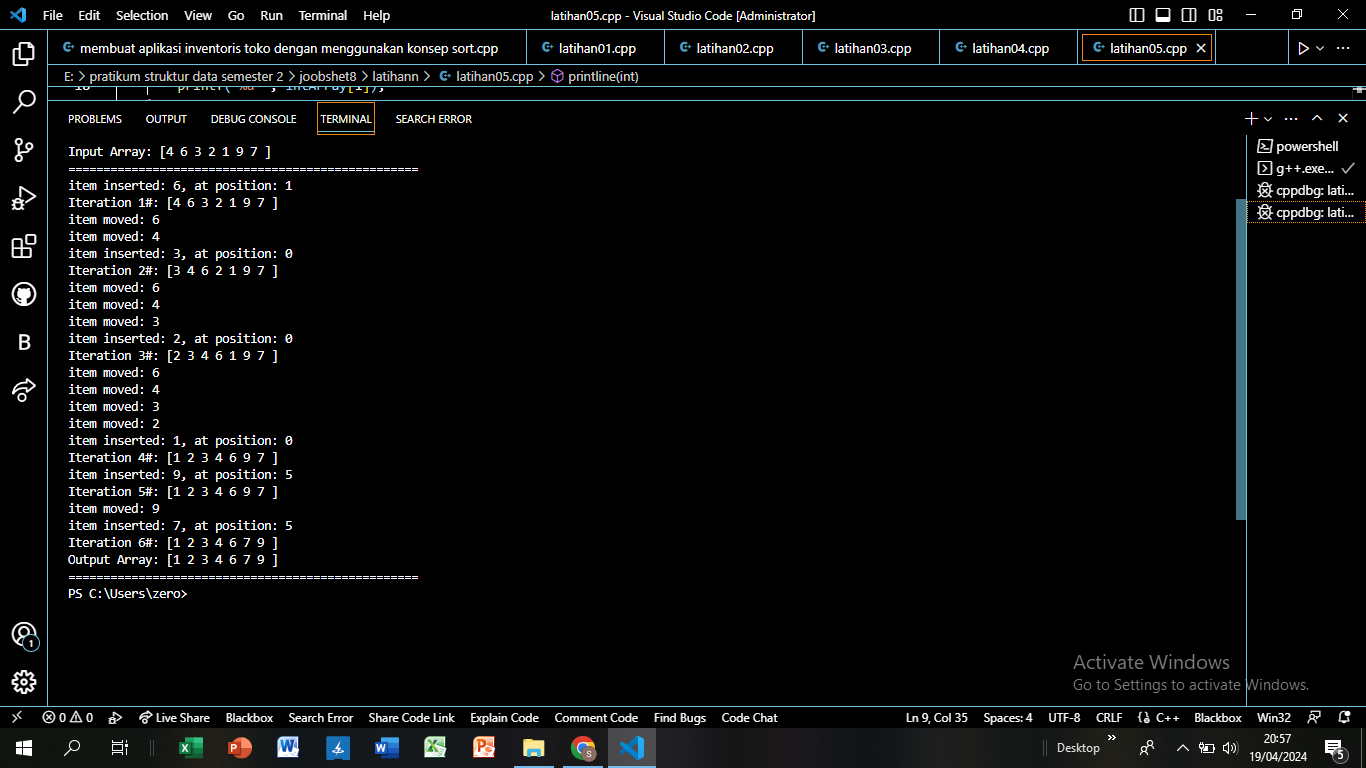 File Edit Selection View Go Run Terminal Help latihan05.cpp - Visual Studio Code [Administrator]
membuat aplikasi inventoris toko dengan menggunakan konsep sort.cpp latihan01.cpp latihan02.cpp latihan03.cpp latihan04.cpp latihan05.cpp
E: > pratikum struktur data semester 2 > joobshet8 > latihann > latihan05.cpp > printline(int)
PROBLEMS OUTPUT DEBUG CONSOLE TERMINAL SEARCH ERROR
Input Array: [4 6 3 2 1 9 7 ]
==================================================
item inserted: 6, at position: 1
Iteration 1#: [4 6 3 2 1 9 7 ]
item moved: 6
item moved: 4
item inserted: 3, at position: 0
Iteration 2#: [3 4 6 2 1 9 7 ]
item moved: 6
item moved: 4
item moved: 3
item inserted: 2, at position: 0
Iteration 3#: [2 3 4 6 1 9 7 ]
item moved: 6
item moved: 4
item moved: 3
item moved: 2
item inserted: 1, at position: 0
Iteration 4#: [1 2 3 4 6 9 7 ]
item inserted: 9, at position: 5
Iteration 5#: [1 2 3 4 6 9 7 ]
item moved: 9
item inserted: 7, at position: 5
Iteration 6#: [1 2 3 4 6 7 9 ]
Output Array: [1 2 3 4 6 7 9 ]
==================================================
PS C:\Users\zero>
powershell
g++.exe...
cppdbg: lati...
cppdbg: lati...
B
1
Activate Windows
Go to Settings to activate Windows.
0 0 Live Share Blackbox Search Error Share Code Link Explain Code Comment Code Find Bugs Code Chat Ln 9, Col 35 Spaces: 4 UTF-8 CRLF {} C++ Blackbox Win32
Desktop 20:57
19/04/2024
5